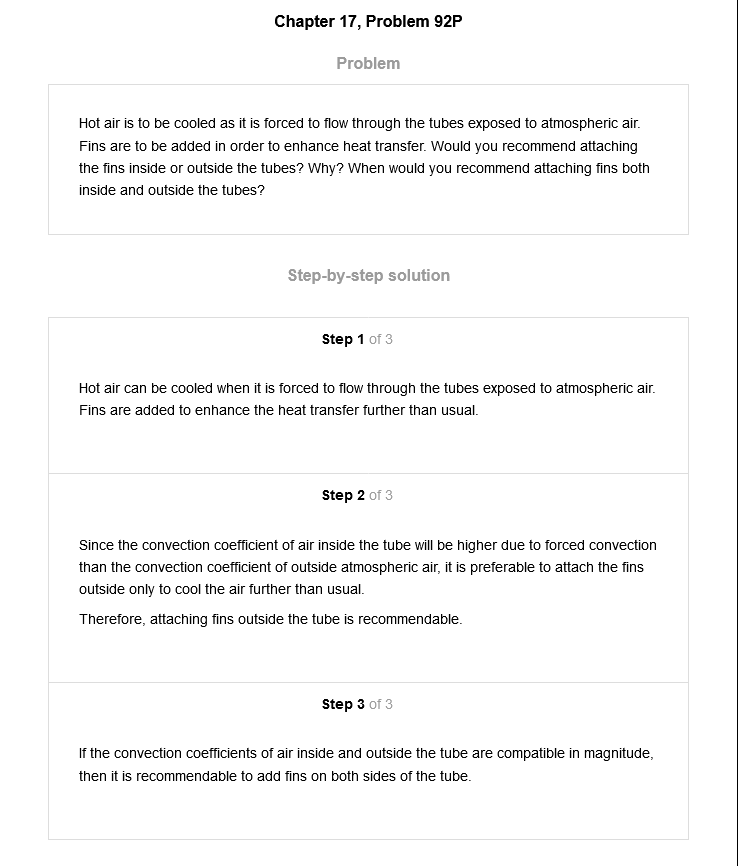 Chapter 17, Problem 92P
Problem
Hot air is to be cooled as it is forced to flow through the tubes exposed to atmospheric air.
Fins are to be added in order to enhance heat transfer. Would you recommend attaching
the fins inside or outside the tubes? Why? When would you recommend attaching fins both
inside and outside the tubes?
Step-by-step solution
Step 1 of 3
Hot air can be cooled when it is forced to flow through the tubes exposed to atmospheric air.
Fins are added to enhance the heat transfer further than usual.
Step 2 of 3
Since the convection coefficient of air inside the tube will be higher due to forced convection
than the convection coefficient of outside atmospheric air, it is preferable to attach the fins
outside only to cool the air further than usual.
Therefore, attaching fins outside the tube is recommendable.
Step 3 of 3
If the convection coefficients of air inside and outside the tube are compatible in magnitude,
then it is recommendable to add fins on both sides of the tube.